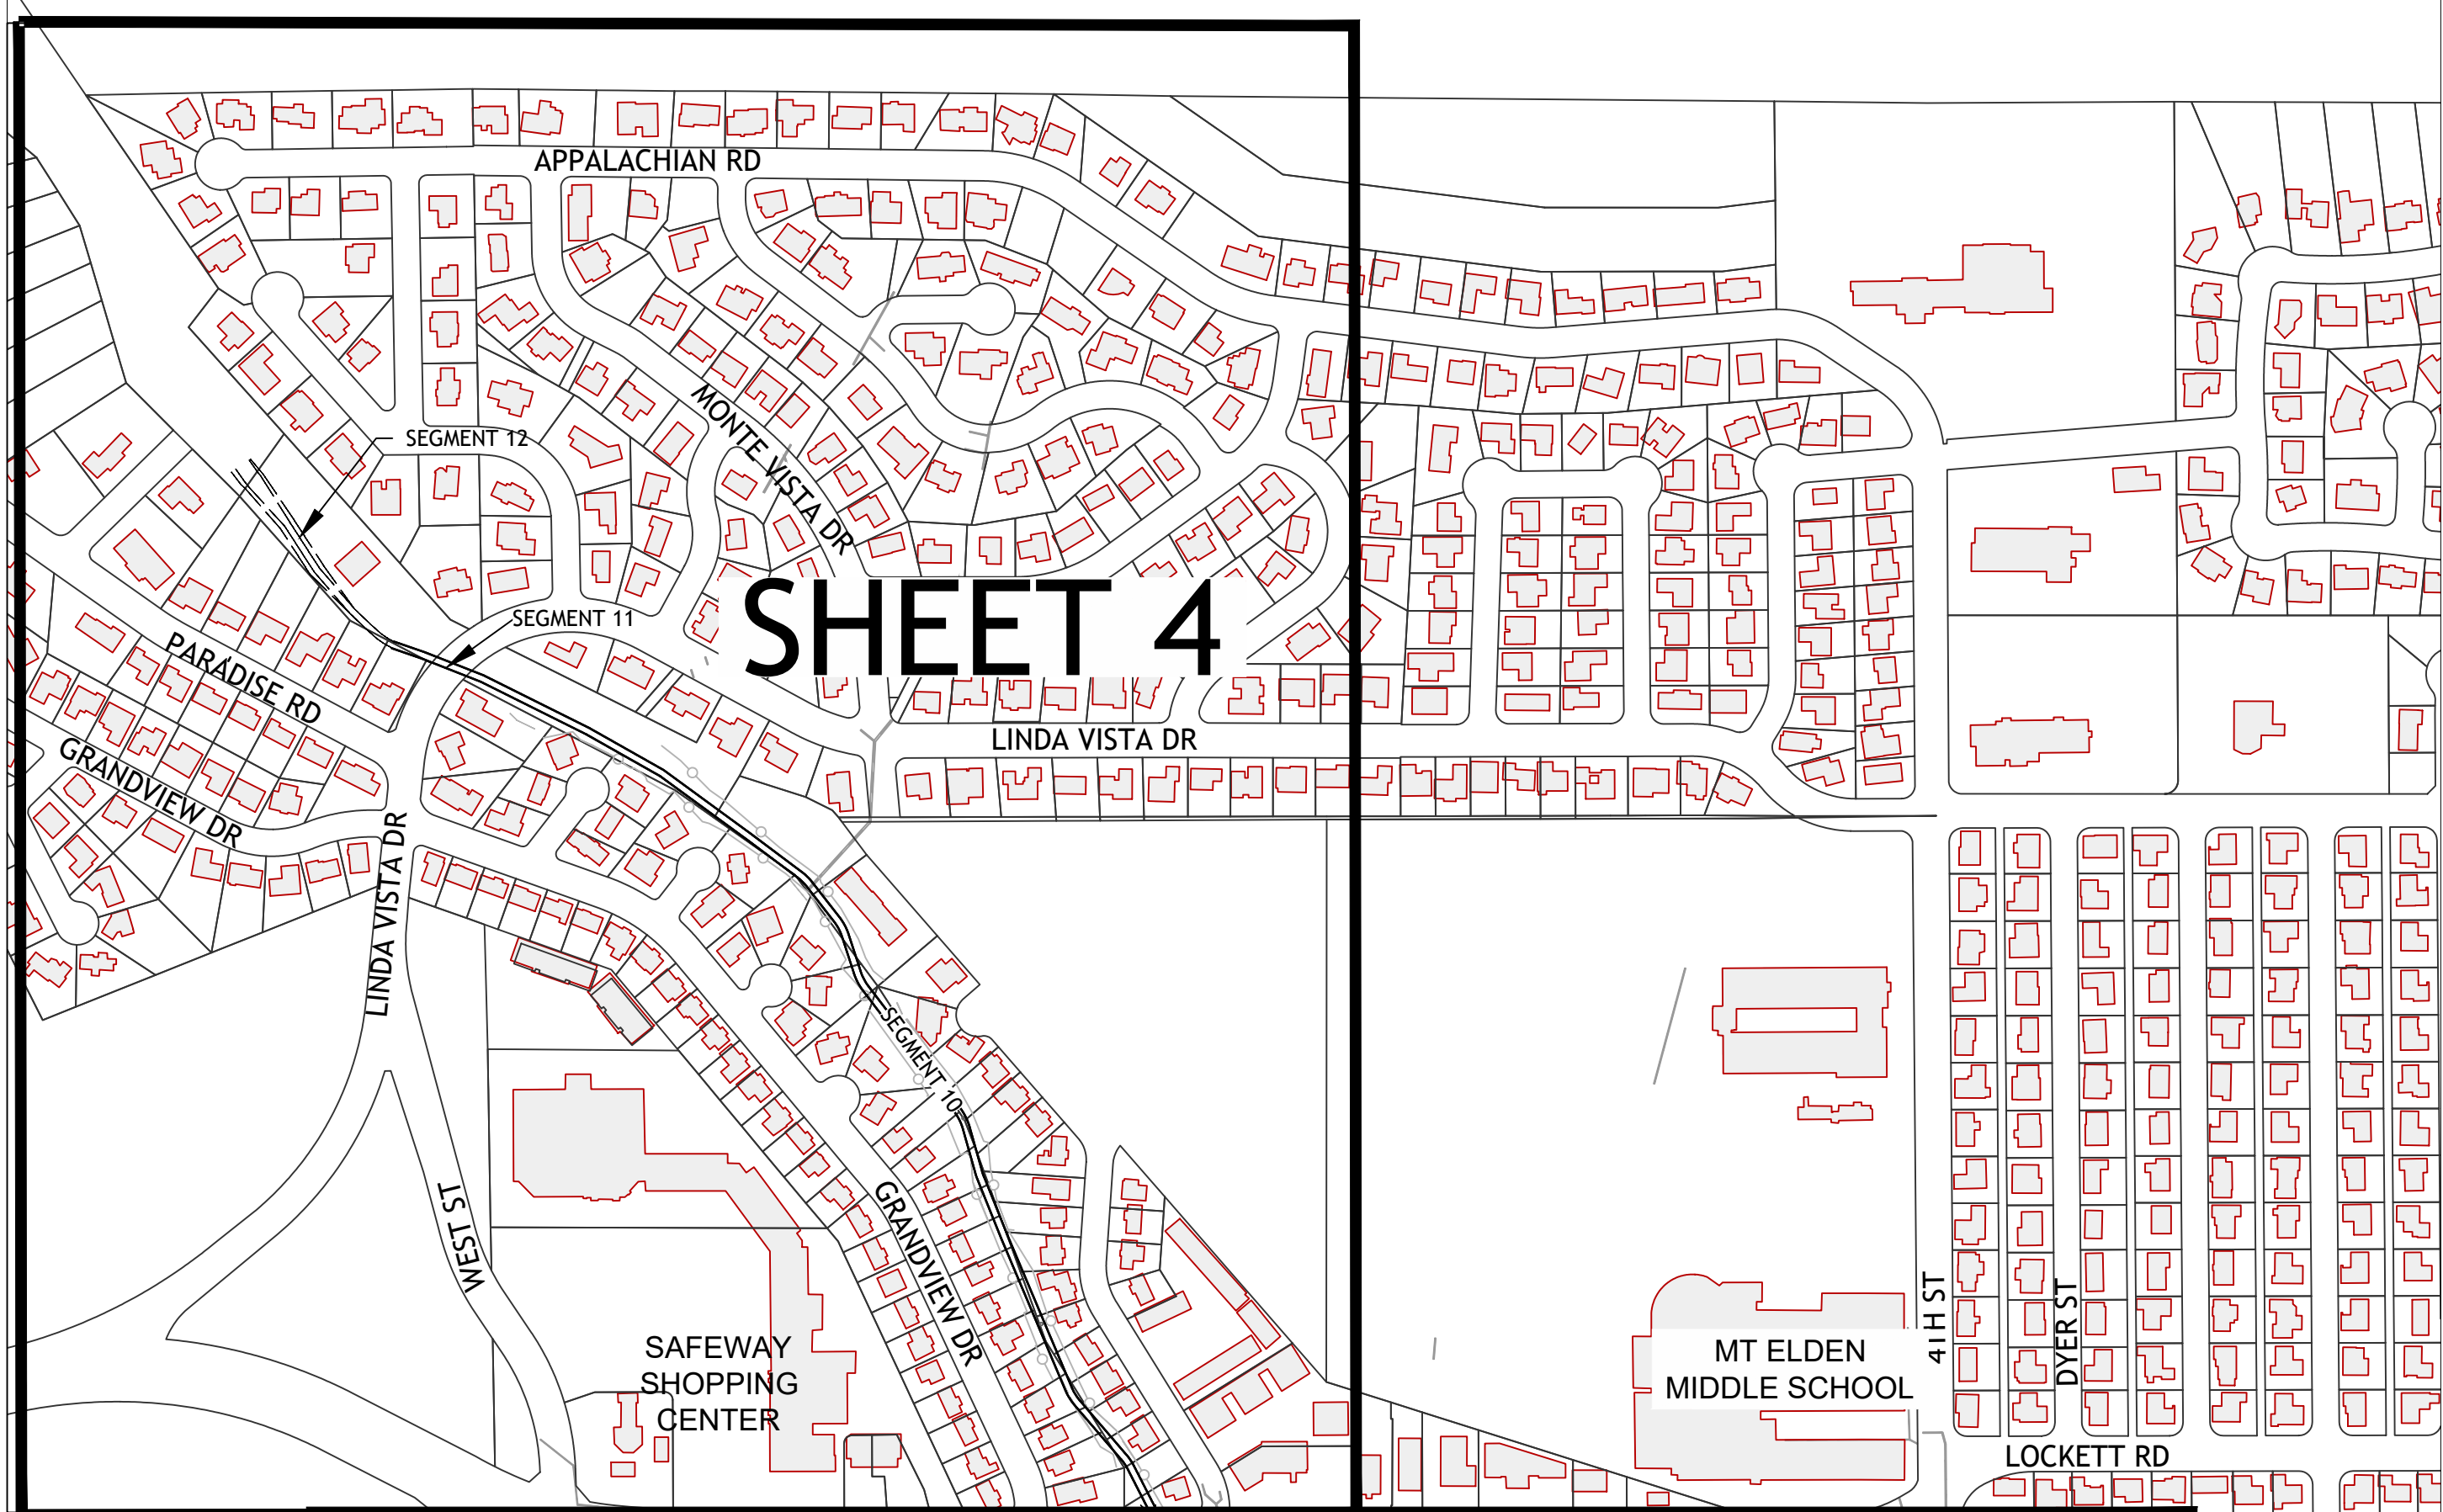 APPALACHIAN RD
MONTE VISTA DR
SEGMENT 12
SEGMENT 11
SHEET 4
PARADISE RD
GRANDVIEW DR
LINDA VISTA DR
LINDA VISTA DR
SEGMENT 10
WEST ST
GRANDVIEW DR
SAFEWAY
SHOPPING
CENTER
MT ELDEN
MIDDLE SCHOOL
4TH ST
DYER ST
LOCKETT RD